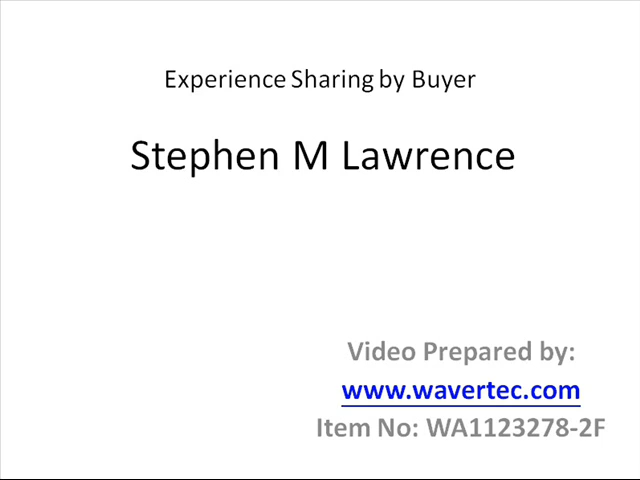 Experience Sharing by Buyer
Stephen M Lawrence
Video Prepared by:
www.wavertec.com
Item No: WA1123278-2F